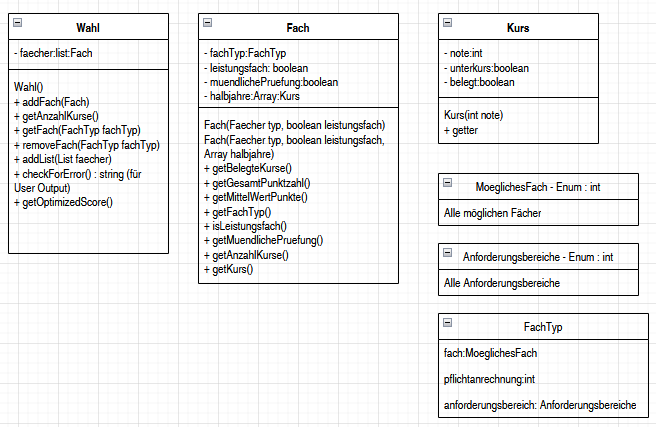 Wahl
- faecher:list:Fach
Wahl()
+ addFach(Fach)
+ getAnzahlKurse()
+ getFach(FachTyp fachTyp)
+ removeFach(FachTyp fachTyp)
+ addList(List faecher)
+ checkForError() : string (für
User Output)
+ getOptimizedScore()
Fach
- fachTyp:FachTyp
- leistungsfach: boolean
- muendlichePruefung:boolean
- halbjahre:Array:Kurs
Fach(Faecher typ, boolean leistungsfach)
Fach(Faecher typ, boolean leistungsfach,
Array halbjahre)
+ getBelegteKurse()
+ getGesamtPunktzahl()
+ getMittelWertPunkte()
+ getFachTyp()
+ isLeistungsfach()
+ getMuendlichePruefung()
+ getAnzahlKurse()
+ getKurs()
Kurs
- note:int
- unterkurs:boolean
- belegt:boolean
Kurs(int note)
+ getter
MoeglichesFach - Enum : int
Alle möglichen Fächer
Anforderungsbereiche - Enum : int
Alle Anforderungsbereiche
FachTyp
fach:MoeglichesFach
pflichtanrechnung:int
anforderungsbereich: Anforderungsbereiche